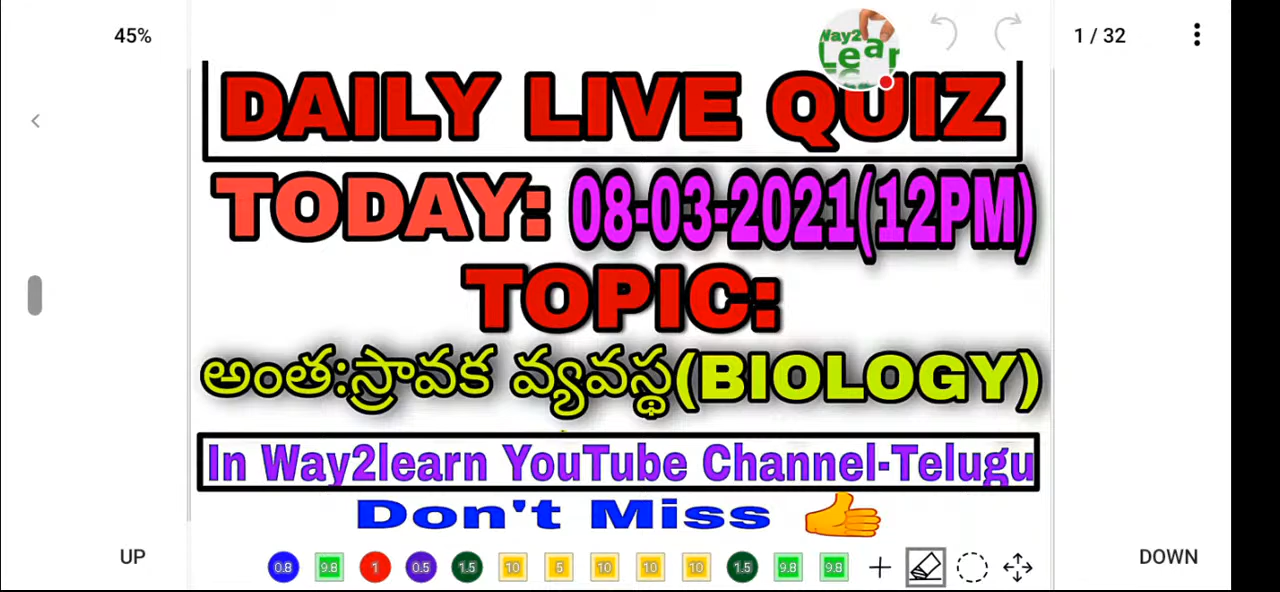 45%
Way2
Lear
1 / 32
DAILY LIVE QUIZ
TODAY: 08-03-2021(12PM)
TOPIC:
అంత:స్రావక వ్యవస్థ(BIOLOGY)
In Way2learn YouTube Channel-Telugu
Don't Miss 👍
UP
0.8 9.8 1 0.5 1.5 10 5 10 10 10 1.5 9.8 9.8
DOWN